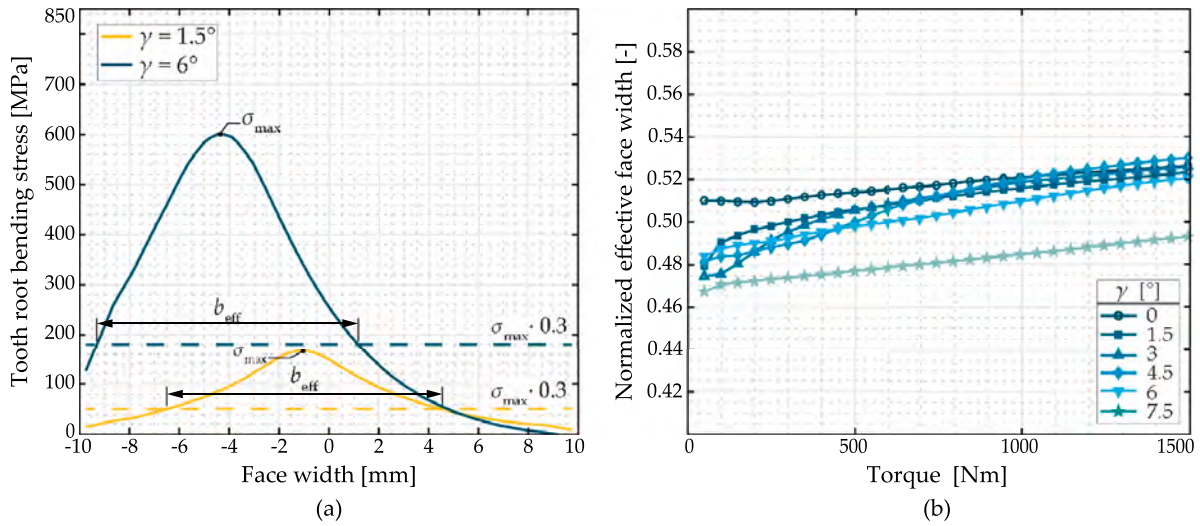 850
700
600
500
400
300
200
100
0
Tooth root bending stress [MPa]
γ = 1.5°
γ = 6°
σmax
beff
σmax · 0.3
σmax
beff
σmax · 0.3
-10 -8 -6 -4 -2 0 2 4 6 8 10
Face width [mm]
(a)
0.58
0.56
0.54
0.52
0.50
0.48
0.46
0.44
0.42
Normalized effective face width [-]
γ [°]
0
1.5
3
4.5
6
7.5
500 1000 1500
Torque [Nm]
(b)